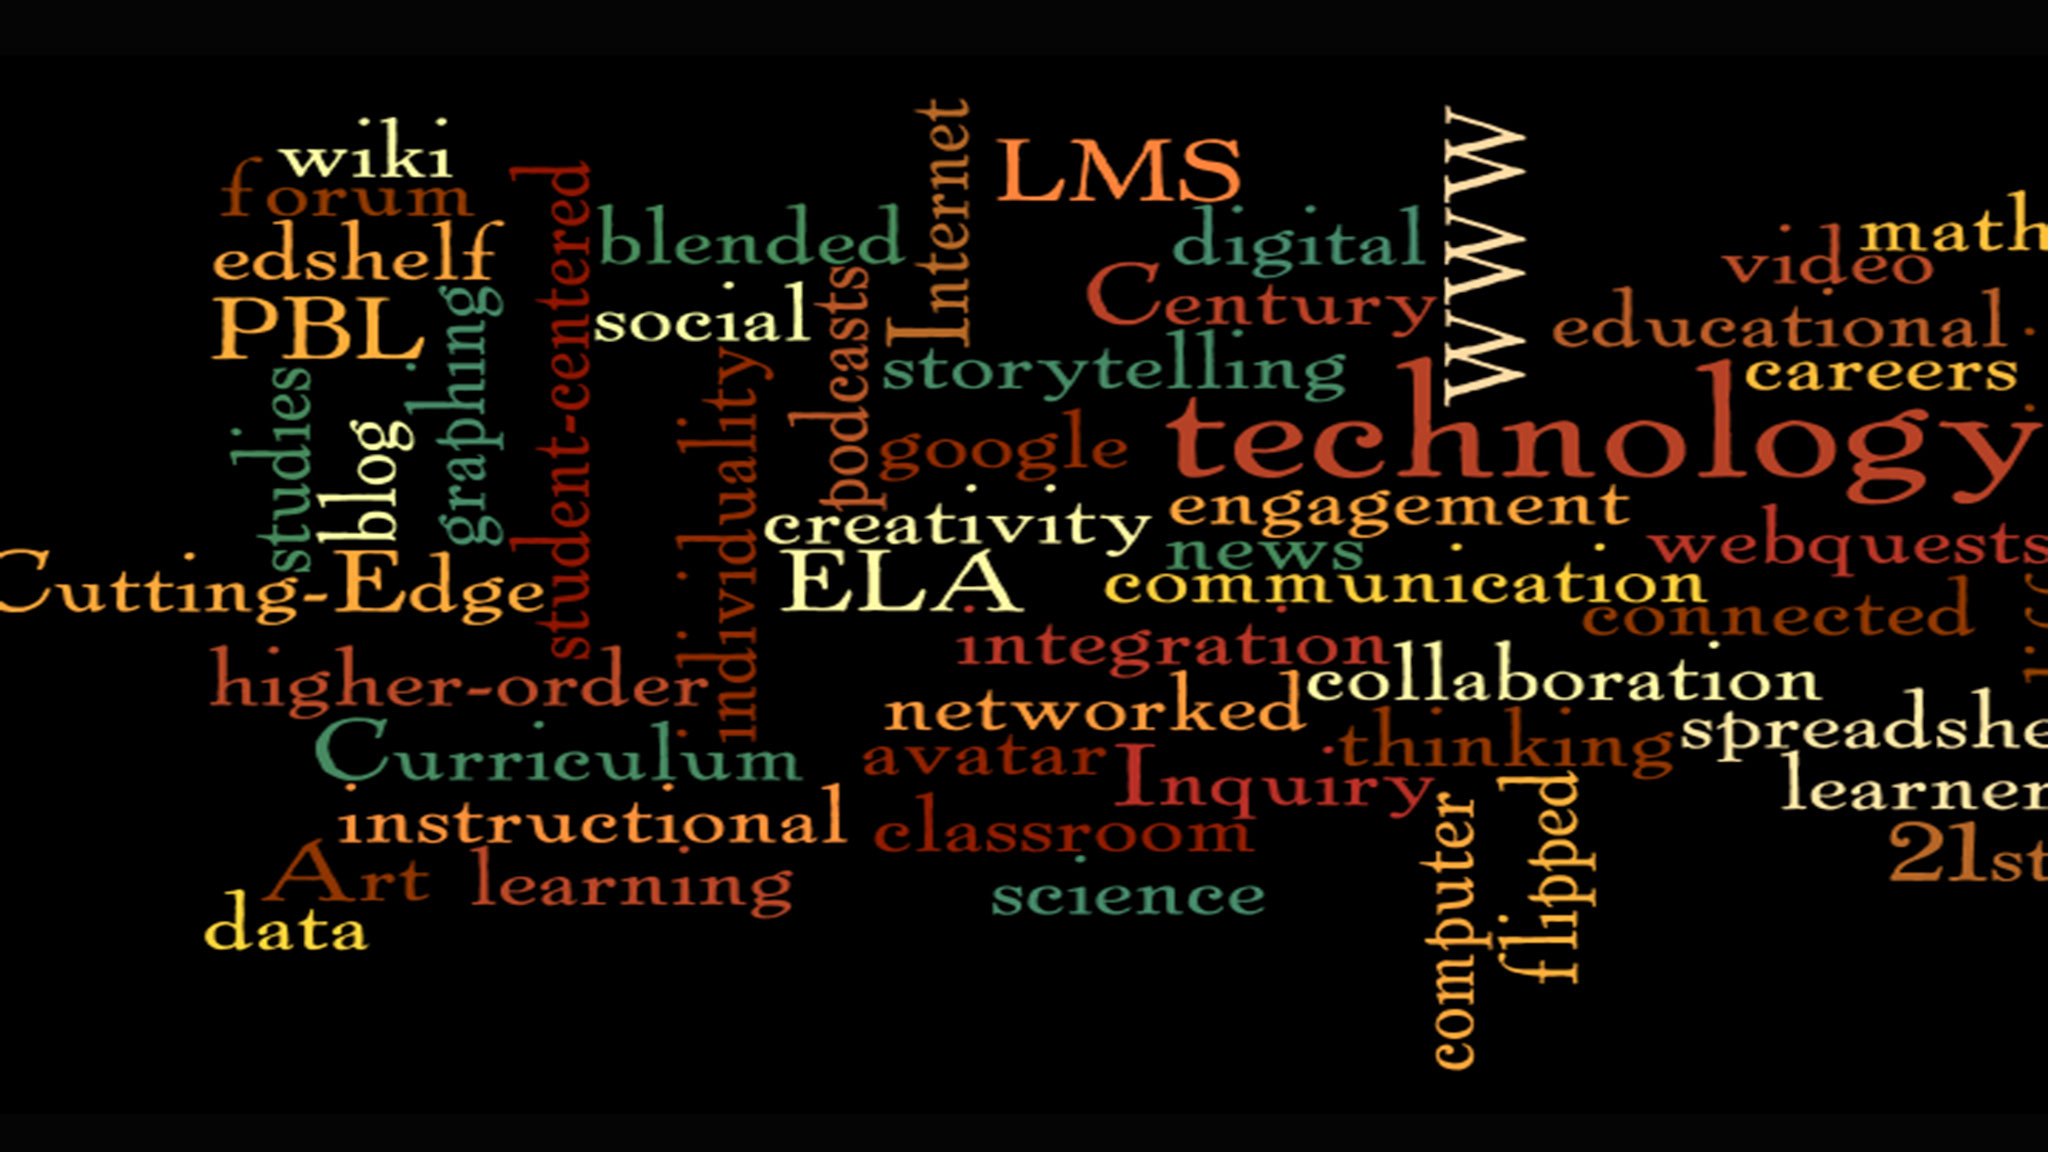 wiki
forum
edshelf
PBL
studies
blog
graphing
student-centered
blended
social
individuality
podcasts
Internet
LMS
digital
Century
storytelling
google
WWW
math
video
educational
careers
technology
creativity
engagement
news
ELA
communication
webquests
connected
Cutting-Edge
integration
collaboration
higher-order
networked
thinking
spreadshe
Curriculum
avatar
Inquiry
learner
instructional
classroom
21st
Art
learning
science
data
computer
flipped